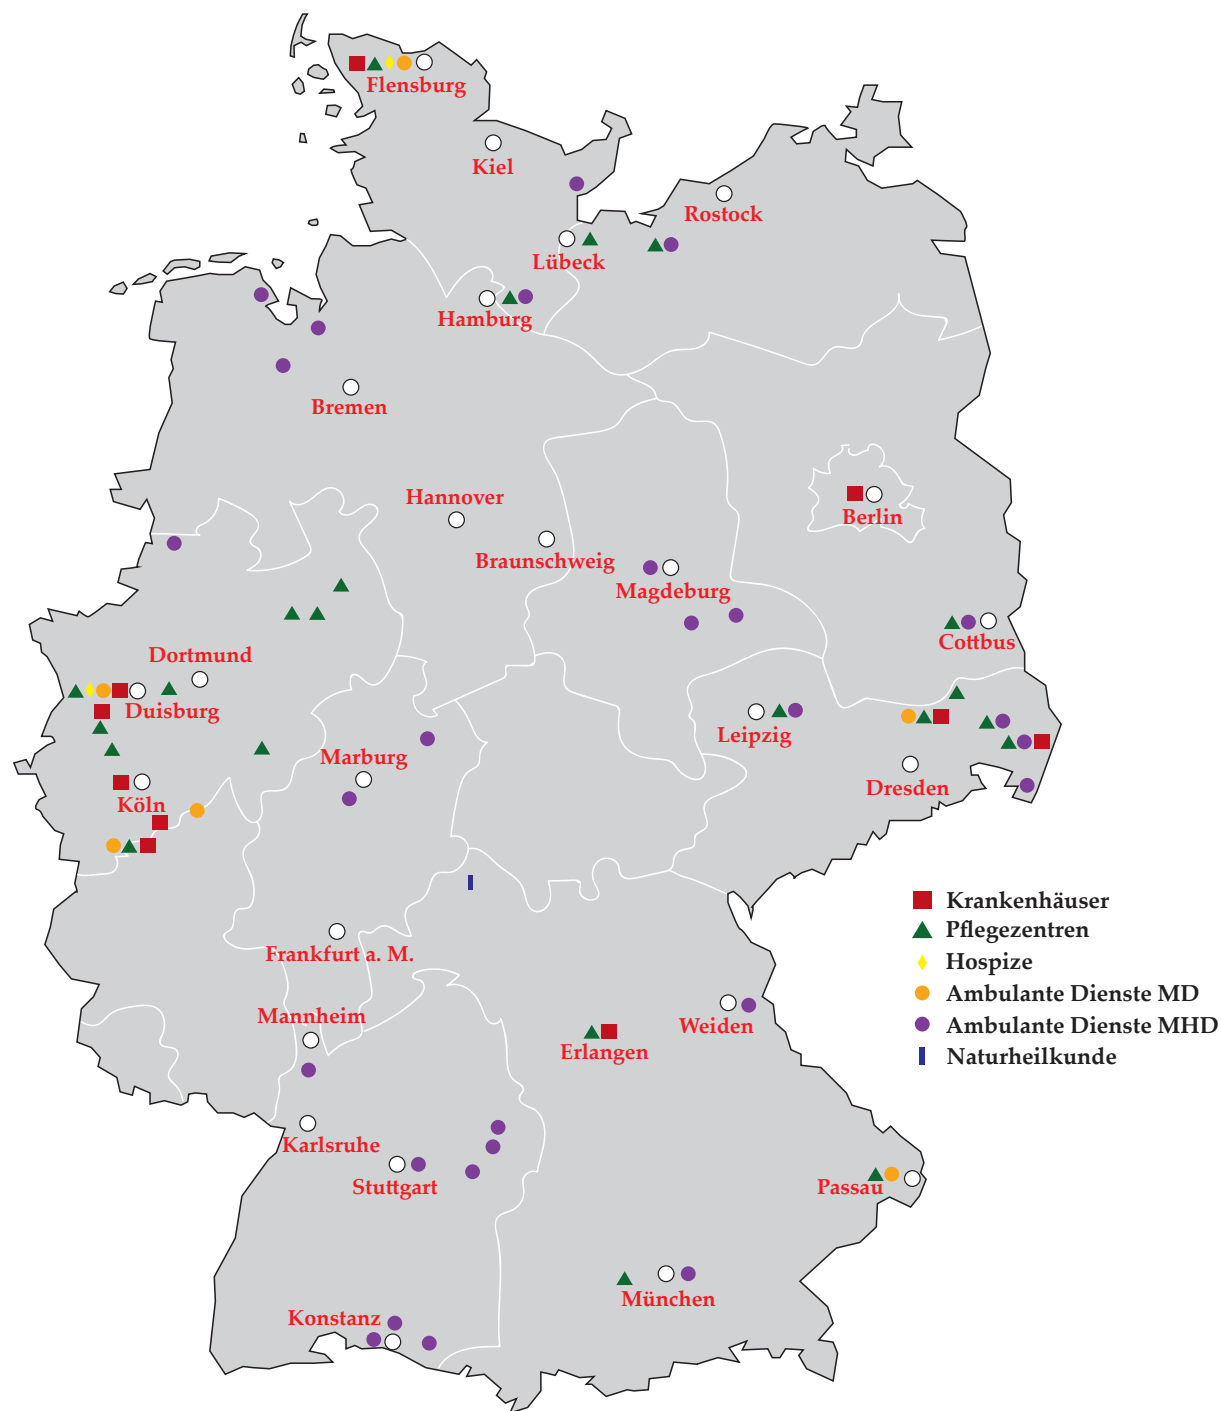 Flensburg
Kiel
Rostock
Lübeck
Hamburg
Bremen
Hannover
Berlin
Braunschweig
Magdeburg
Cottbus
Dortmund
Duisburg
Leipzig
Marburg
Dresden
Köln
Krankenhäuser
Pflegezentren
Hospize
Ambulante Dienste MD
Ambulante Dienste MHD
Naturheilkunde
Frankfurt a. M.
Mannheim
Weiden
Erlangen
Karlsruhe
Stuttgart
Passau
München
Konstanz